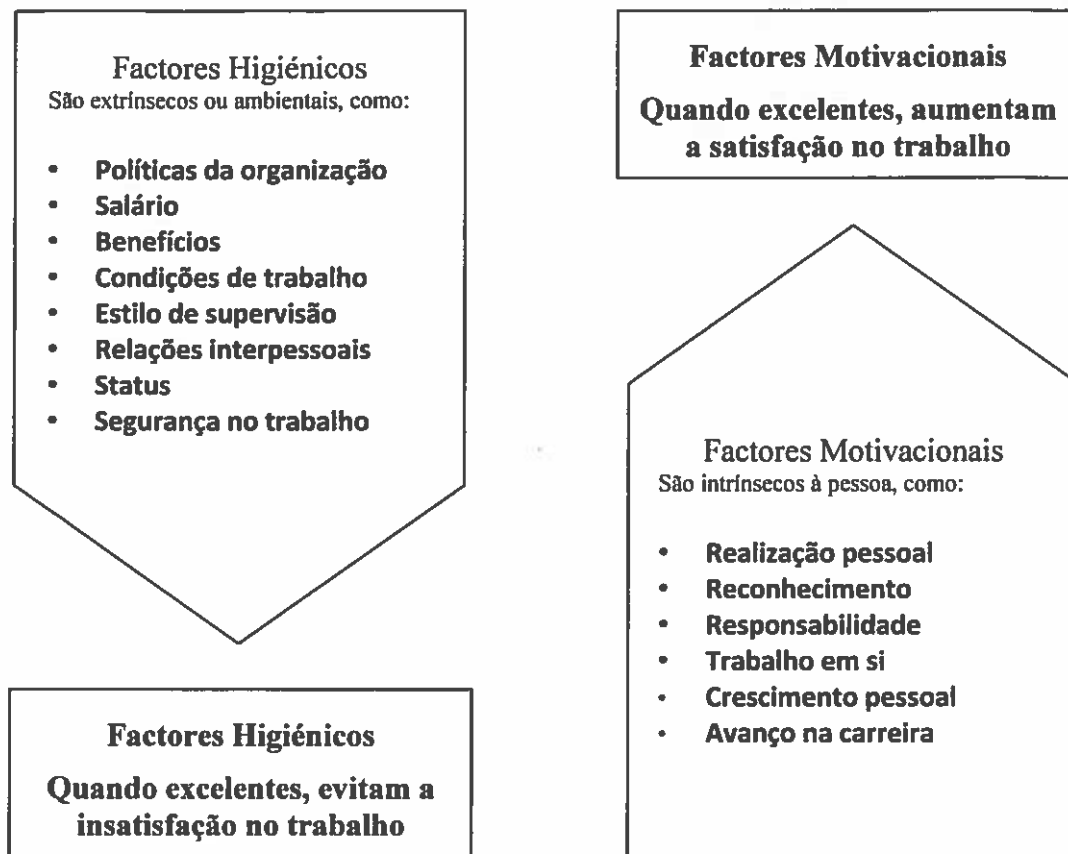 Factores Higiénicos
São extrínsecos ou ambientais, como:
• Políticas da organização
• Salário
• Benefícios
• Condições de trabalho
• Estilo de supervisão
• Relações interpessoais
• Status
• Segurança no trabalho
Factores Higiénicos
Quando excelentes, evitam a
insatisfação no trabalho
Factores Motivacionais
Quando excelentes, aumentam
a satisfação no trabalho
Factores Motivacionais
São intrínsecos à pessoa, como:
• Realização pessoal
• Reconhecimento
• Responsabilidade
• Trabalho em si
• Crescimento pessoal
• Avanço na carreira